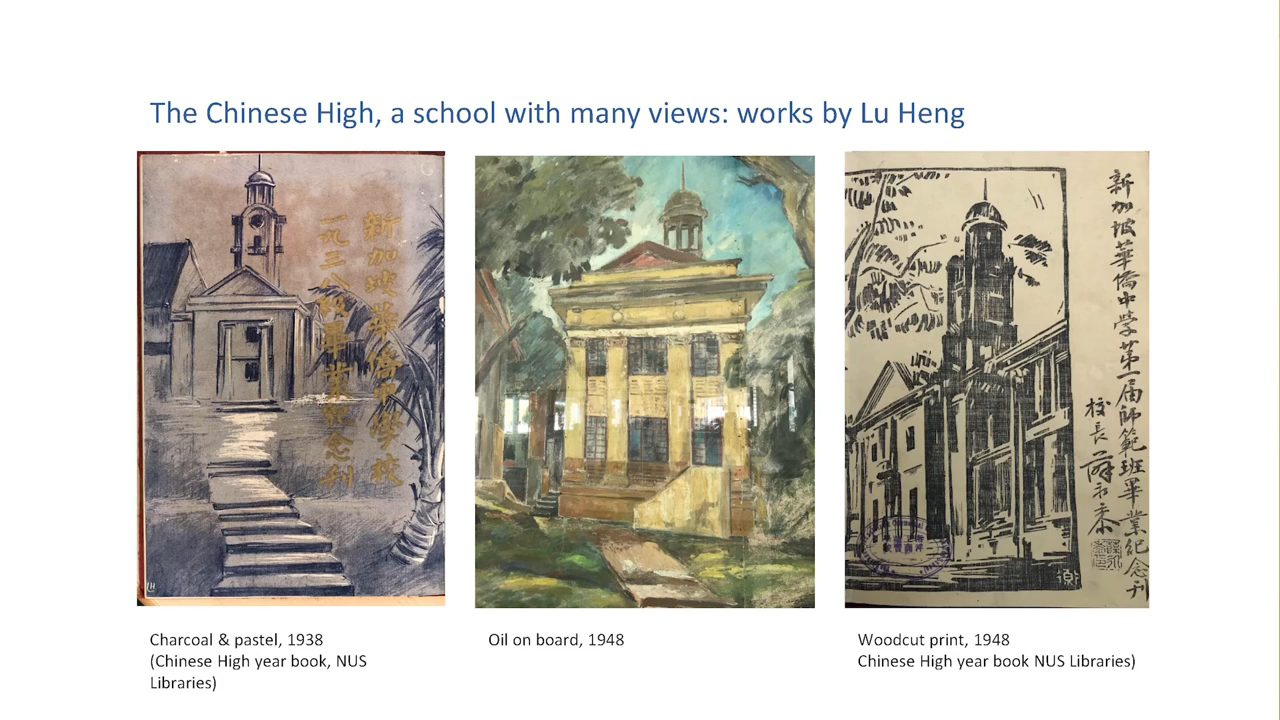 The Chinese High, a school with many views: works by Lu Heng
新加坡華僑中學校
一九三八級畢業紀念刊
LH
新加坡華僑中學第一屆師範班畢業紀念刊
校長
衡
Charcoal & pastel, 1938
(Chinese High year book, NUS
Libraries)
Oil on board, 1948
Woodcut print, 1948
Chinese High year book NUS Libraries)